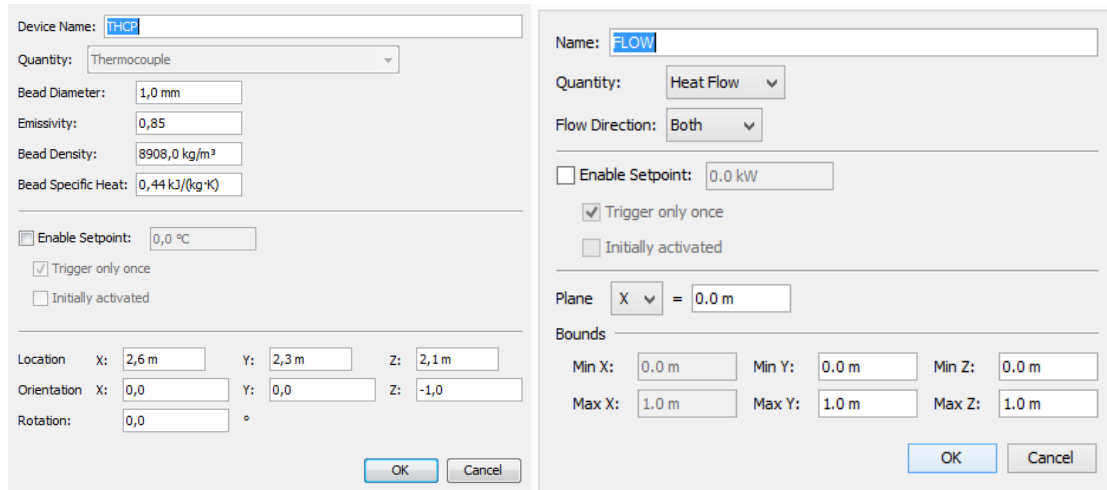 Device Name: THCP
Quantity: Thermocouple
Bead Diameter: 1,0 mm
Emissivity: 0,85
Bead Density: 8908,0 kg/m³
Bead Specific Heat: 0,44 kJ/(kg·K)
Enable Setpoint: 0,0 °C
Trigger only once
Initially activated
Location X: 2,6 m Y: 2,3 m Z: 2,1 m
Orientation X: 0,0 Y: 0,0 Z: -1,0
Rotation: 0,0 °
OK Cancel
Name: FLOW
Quantity: Heat Flow
Flow Direction: Both
Enable Setpoint: 0.0 kW
Trigger only once
Initially activated
Plane X = 0.0 m
Bounds
Min X: 0.0 m Min Y: 0.0 m Min Z: 0.0 m
Max X: 1.0 m Max Y: 1.0 m Max Z: 1.0 m
OK Cancel